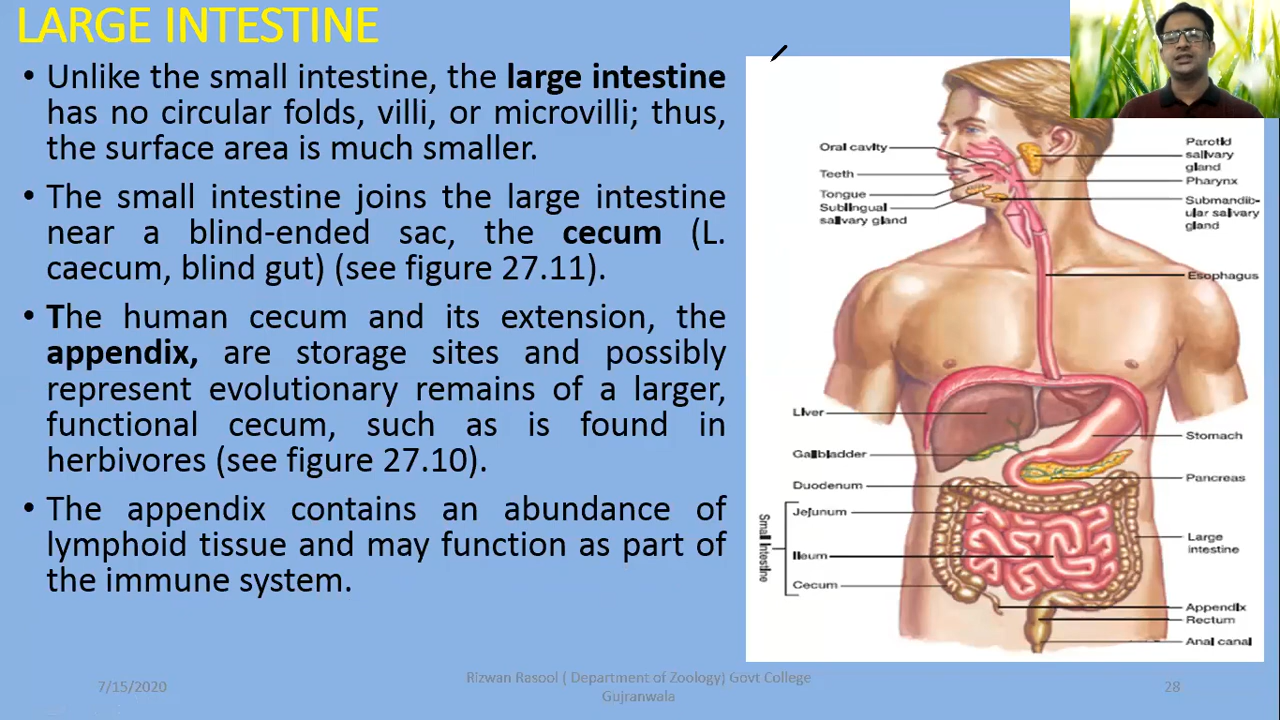 LARGE INTESTINE
• Unlike the small intestine, the large intestine
has no circular folds, villi, or microvilli; thus,
the surface area is much smaller.
• The small intestine joins the large intestine
near a blind-ended sac, the cecum (L.
caecum, blind gut) (see figure 27.11).
• The human cecum and its extension, the
appendix, are storage sites and possibly
represent evolutionary remains of a larger,
functional cecum, such as is found in
herbivores (see figure 27.10).
• The appendix contains an abundance of
lymphoid tissue and may function as part of
the immune system.
Oral cavity
Teeth
Tongue
Sublingual
salivary gland
Parotid
salivary
gland
Pharynx
Submandib-
ular salivary
gland
Esophagus
Liver
Gallbladder
Duodenum
Small intestine
Jejunum
Ileum
Cecum
Stomach
Pancreas
Large
intestine
Appendix
Rectum
Anal canal
7/15/2020
Rizwan Rasool ( Department of Zoology) Govt College
Gujranwala
28